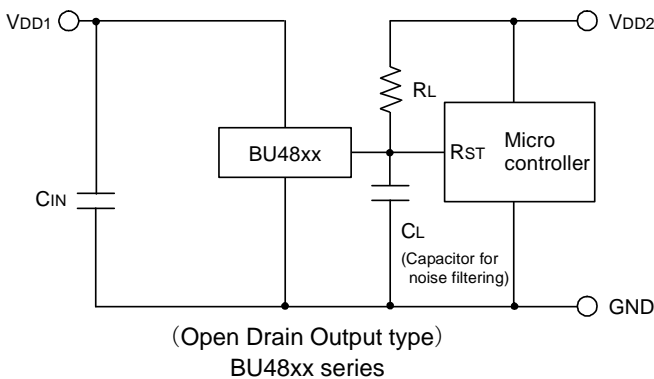 VDD1
VDD2
RL
BU48xx
RST
Micro
controller
CIN
CL
(Capacitor for
noise filtering)
GND
（Open Drain Output type）
BU48xx series